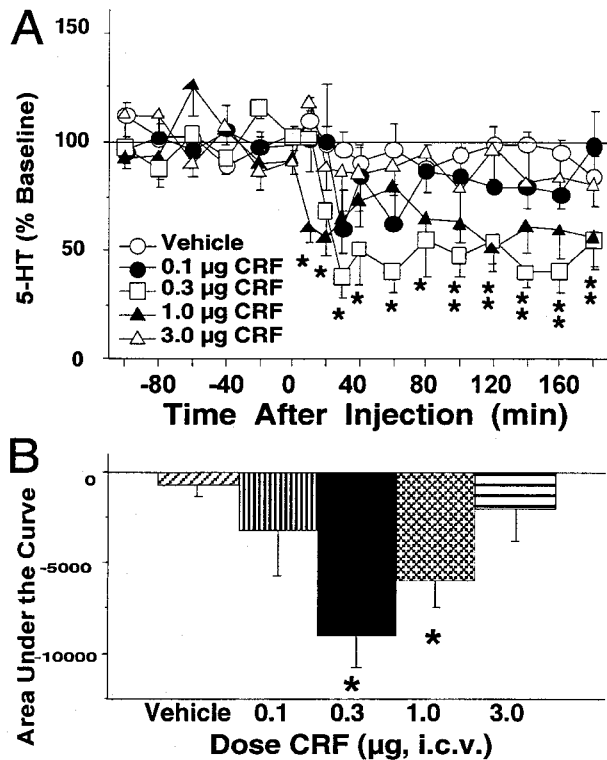 A
150
100
50
0
5-HT (% Baseline)
Vehicle
0.1 µg CRF
0.3 µg CRF
1.0 µg CRF
3.0 µg CRF
* * * * * * * * * * * * * * * *
-80 -40 0 40 80 120 160
Time After Injection (min)
B
0
-5000
-10000
Area Under the Curve
* *
Vehicle 0.1 0.3 1.0 3.0
Dose CRF (µg, i.c.v.)